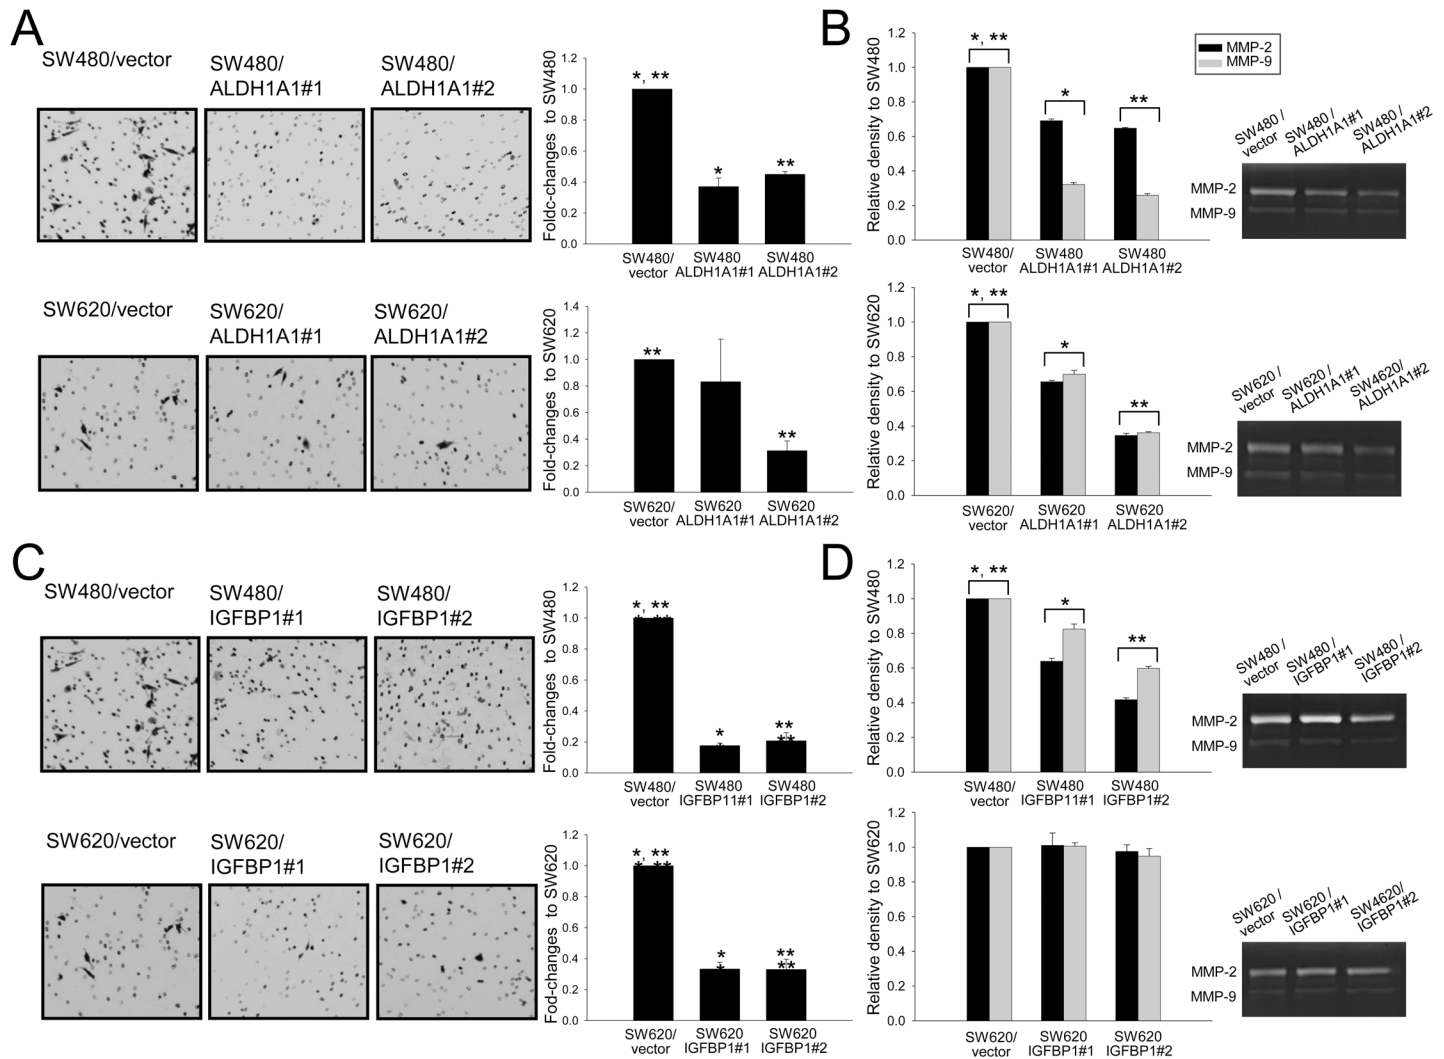 A
SW480/vector
SW480/
ALDH1A1#1
SW480/
ALDH1A1#2
Foldc-changes to SW480
1.2
1.0
0.8
0.6
0.4
0.2
0.0
*, **
*
**
SW480/
vector
SW480
ALDH1A1#1
SW480
ALDH1A1#2
SW620/vector
SW620/
ALDH1A1#1
SW620/
ALDH1A1#2
Fold-changes to SW620
1.4
1.2
1.0
0.8
0.6
0.4
0.2
0.0
**
**
SW620/
vector
SW620
ALDH1A1#1
SW620
ALDH1A1#2
B
Relative density to SW480
1.2
1.0
0.8
0.6
0.4
0.2
0.0
*, **
*
**
MMP-2
MMP-9
SW480/
vector
SW480
ALDH1A1#1
SW480
ALDH1A1#2
SW480 /
vector
SW480 /
ALDH1A1#1
SW480 /
ALDH1A1#2
MMP-2
MMP-9
Relative density to SW620
1.2
1.0
0.8
0.6
0.4
0.2
0.0
*, **
*
**
SW620/
vector
SW620
ALDH1A1#1
SW620
ALDH1A1#2
SW620 /
vector
SW620 /
ALDH1A1#1
SW4620 /
ALDH1A1#2
MMP-2
MMP-9
C
SW480/vector
SW480/
IGFBP1#1
SW480/
IGFBP1#2
Fold-changes to SW480
1.2
1.0
0.8
0.6
0.4
0.2
0.0
*, **
*
**
**
SW480/
vector
SW480
IGFBP11#1
SW480
IGFBP1#2
SW620/vector
SW620/
IGFBP1#1
SW620/
IGFBP1#2
Fod-changes to SW620
1.2
1.0
0.8
0.6
0.4
0.2
0.0
*, **
*
**
**
SW620/
vector
SW620
IGFBP1#1
SW620
IGFBP1#2
D
Relative density to SW480
1.2
1.0
0.8
0.6
0.4
0.2
0.0
*, **
*
**
SW480/
vector
SW480
IGFBP11#1
SW480
IGFBP1#2
SW480 /
vector
SW480 /
IGFBP1#1
SW480 /
IGFBP1#2
MMP-2
MMP-9
Relative density to SW620
1.2
1.0
0.8
0.6
0.4
0.2
0.0
SW620/
vector
SW620
IGFBP1#1
SW620
IGFBP1#2
SW620 /
vector
SW620 /
IGFBP1#1
SW4620/
IGFBP1#2
MMP-2
MMP-9